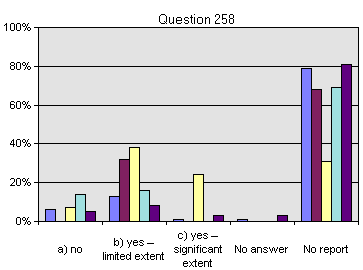 Question 258
100%
80%
60%
40%
20%
0%
a) no
b) yes –
limited extent
c) yes –
significant
extent
No answer
No report